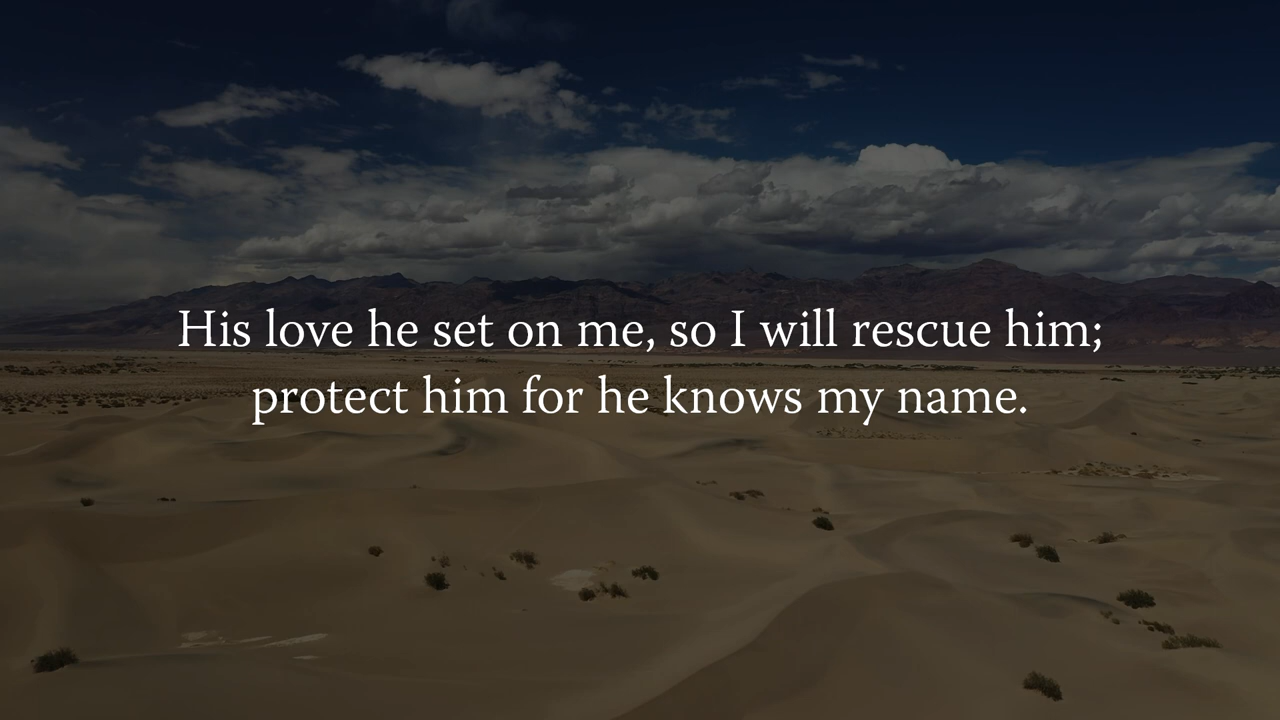 His love he set on me, so I will rescue him;
protect him for he knows my name.